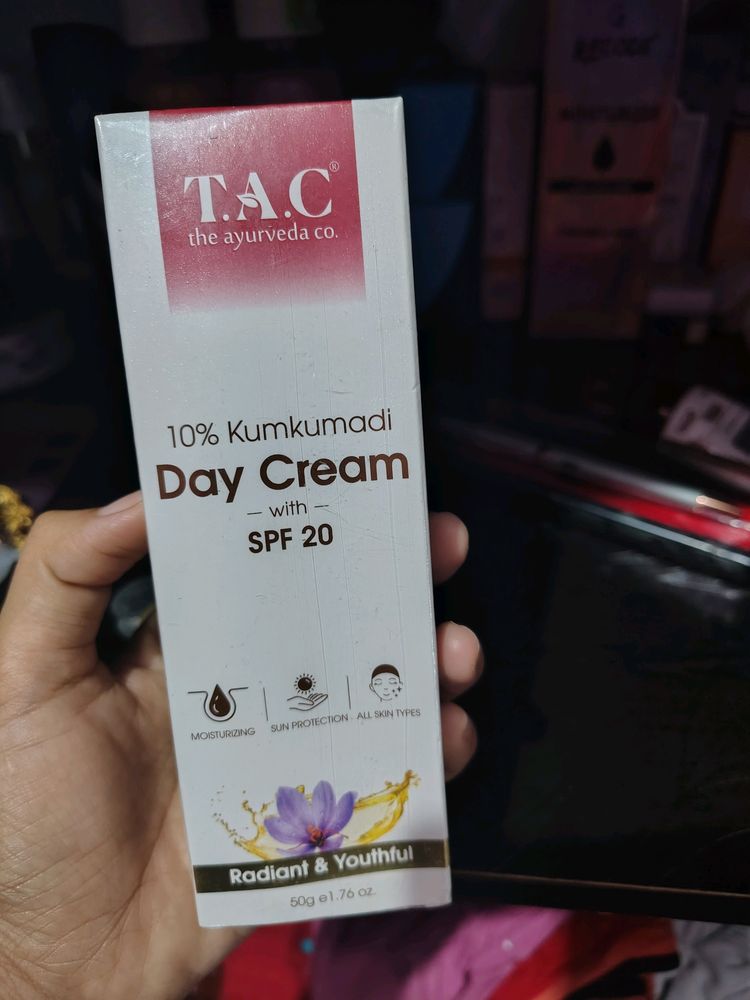 T.A.C®
the ayurveda co.
10% Kumkumadi
Day Cream
– with –
SPF 20
MOISTURIZING
SUN PROTECTION
ALL SKIN TYPES
Radiant & Youthful
50g e1.76 oz.